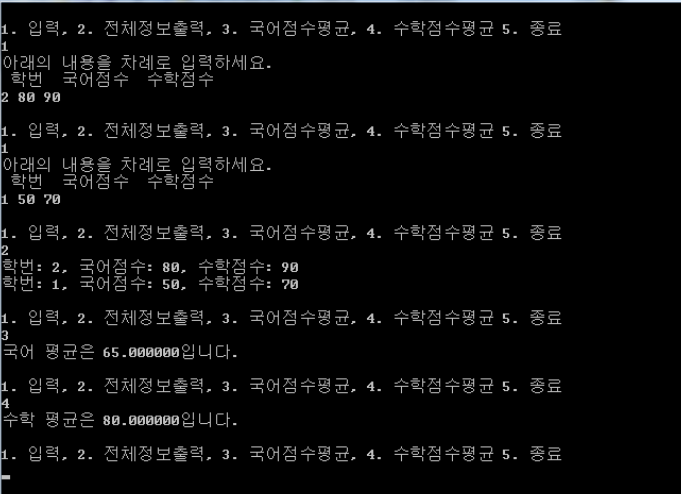 1. 입력, 2. 전체정보출력, 3. 국어점수평균, 4. 수학점수평균 5. 종료
1
아래의 내용을 차례로 입력하세요.
학번 국어점수 수학점수
2 80 90
1. 입력, 2. 전체정보출력, 3. 국어점수평균, 4. 수학점수평균 5. 종료
1
아래의 내용을 차례로 입력하세요.
학번 국어점수 수학점수
1 50 70
1. 입력, 2. 전체정보출력, 3. 국어점수평균, 4. 수학점수평균 5. 종료
2
학번: 2, 국어점수: 80, 수학점수: 90
학번: 1, 국어점수: 50, 수학점수: 70
1. 입력, 2. 전체정보출력, 3. 국어점수평균, 4. 수학점수평균 5. 종료
3
국어 평균은 65.000000입니다.
1. 입력, 2. 전체정보출력, 3. 국어점수평균, 4. 수학점수평균 5. 종료
4
수학 평균은 80.000000입니다.
1. 입력, 2. 전체정보출력, 3. 국어점수평균, 4. 수학점수평균 5. 종료